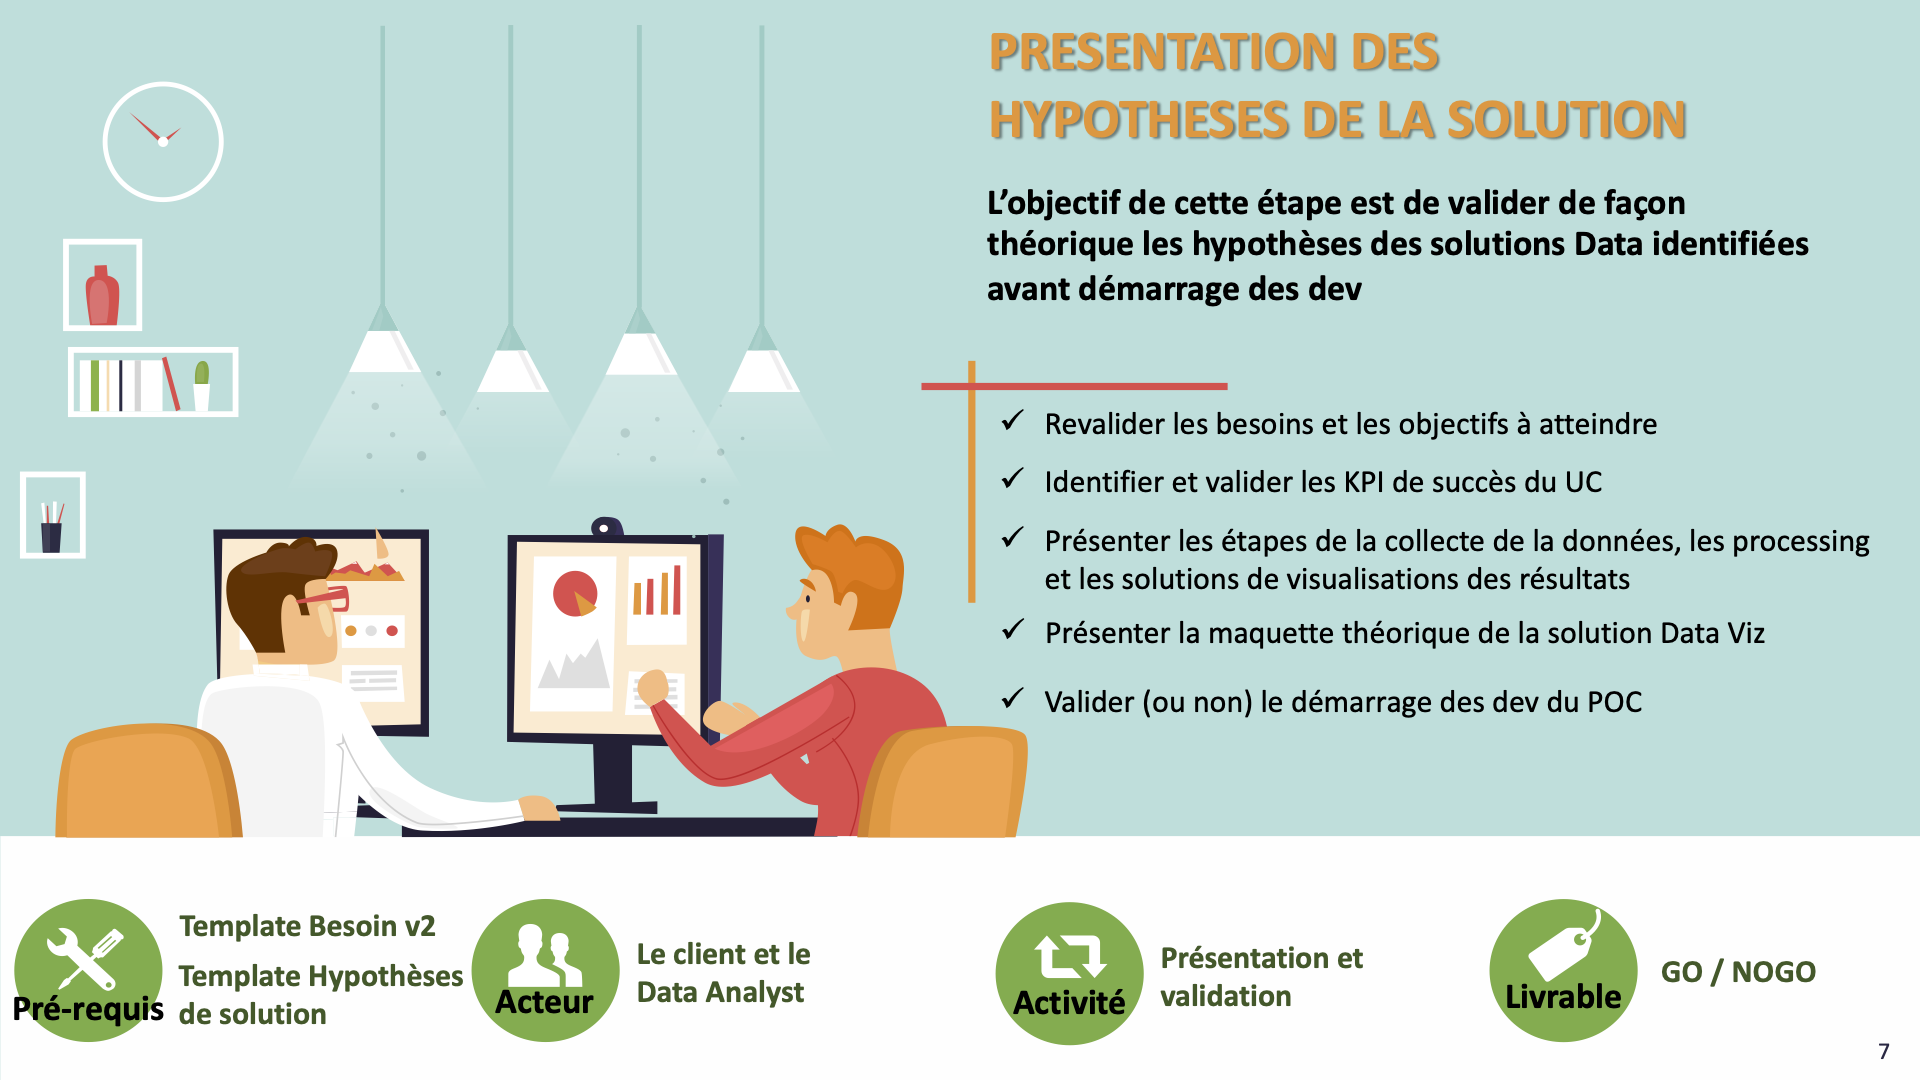 PRESENTATION DES
HYPOTHESES DE LA SOLUTION
L’objectif de cette étape est de valider de façon
théorique les hypothèses des solutions Data identifiées
avant démarrage des dev
✓ Revalider les besoins et les objectifs à atteindre
✓ Identifier et valider les KPI de succès du UC
✓ Présenter les étapes de la collecte de la données, les processing
et les solutions de visualisations des résultats
✓ Présenter la maquette théorique de la solution Data Viz
✓ Valider (ou non) le démarrage des dev du POC
Pré-requis
Template Besoin v2
Template Hypothèses
de solution
Acteur
Le client et le
Data Analyst
Activité
Présentation et
validation
Livrable
GO / NOGO
7